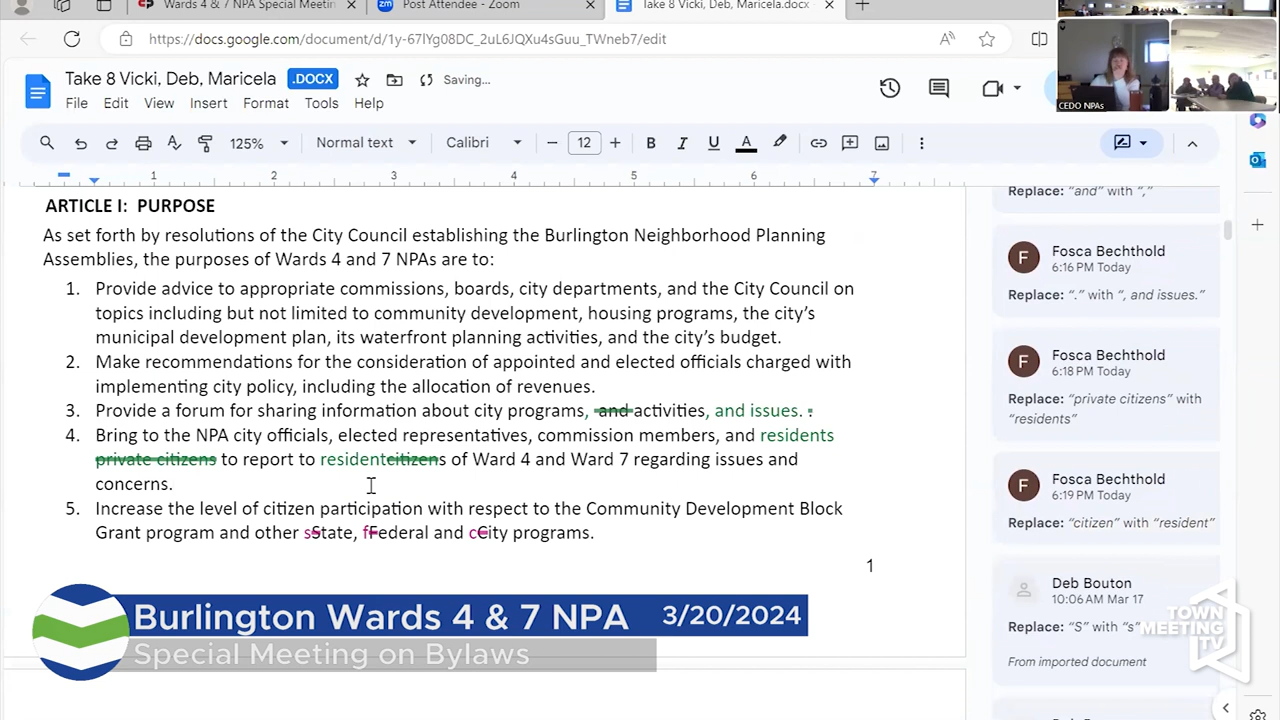 Wards 4 & 7 NPA Special Meetin
Post Attendee - Zoom
Take 8 Vicki, Deb, Maricela.docx
https://docs.google.com/document/d/1y-67lYg08DC_2uL6JQXu4sGuu_TWneb7/edit
CEDO NPAs
Take 8 Vicki, Deb, Maricela
.DOCX
Saving...
File Edit View Insert Format Tools Help
125% Normal text Calibri 12 B I U A
1 2 3 4 5 6 7
ARTICLE I: PURPOSE
As set forth by resolutions of the City Council establishing the Burlington Neighborhood Planning
Assemblies, the purposes of Wards 4 and 7 NPAs are to:
1. Provide advice to appropriate commissions, boards, city departments, and the City Council on
topics including but not limited to community development, housing programs, the city's
municipal development plan, its waterfront planning activities, and the city's budget.
2. Make recommendations for the consideration of appointed and elected officials charged with
implementing city policy, including the allocation of revenues.
3. Provide a forum for sharing information about city programs, and activities, and issues. .
4. Bring to the NPA city officials, elected representatives, commission members, and residents
private citizens to report to residentcitizens of Ward 4 and Ward 7 regarding issues and
concerns.
5. Increase the level of citizen participation with respect to the Community Development Block
Grant program and other sState, fFederal and cCity programs.
1
Replace: "and" with ","
F
Fosca Bechthold
6:16 PM Today
Replace: "." with ", and issues."
F
Fosca Bechthold
6:18 PM Today
Replace: "private citizens" with
"residents"
F
Fosca Bechthold
6:19 PM Today
Replace: "citizen" with "resident"
Deb Bouton
10:06 AM Mar 17
Replace: "S" with "s"
From imported document
Burlington Wards 4 & 7 NPA 3/20/2024
Special Meeting on Bylaws
TOWN
MEETING
TV